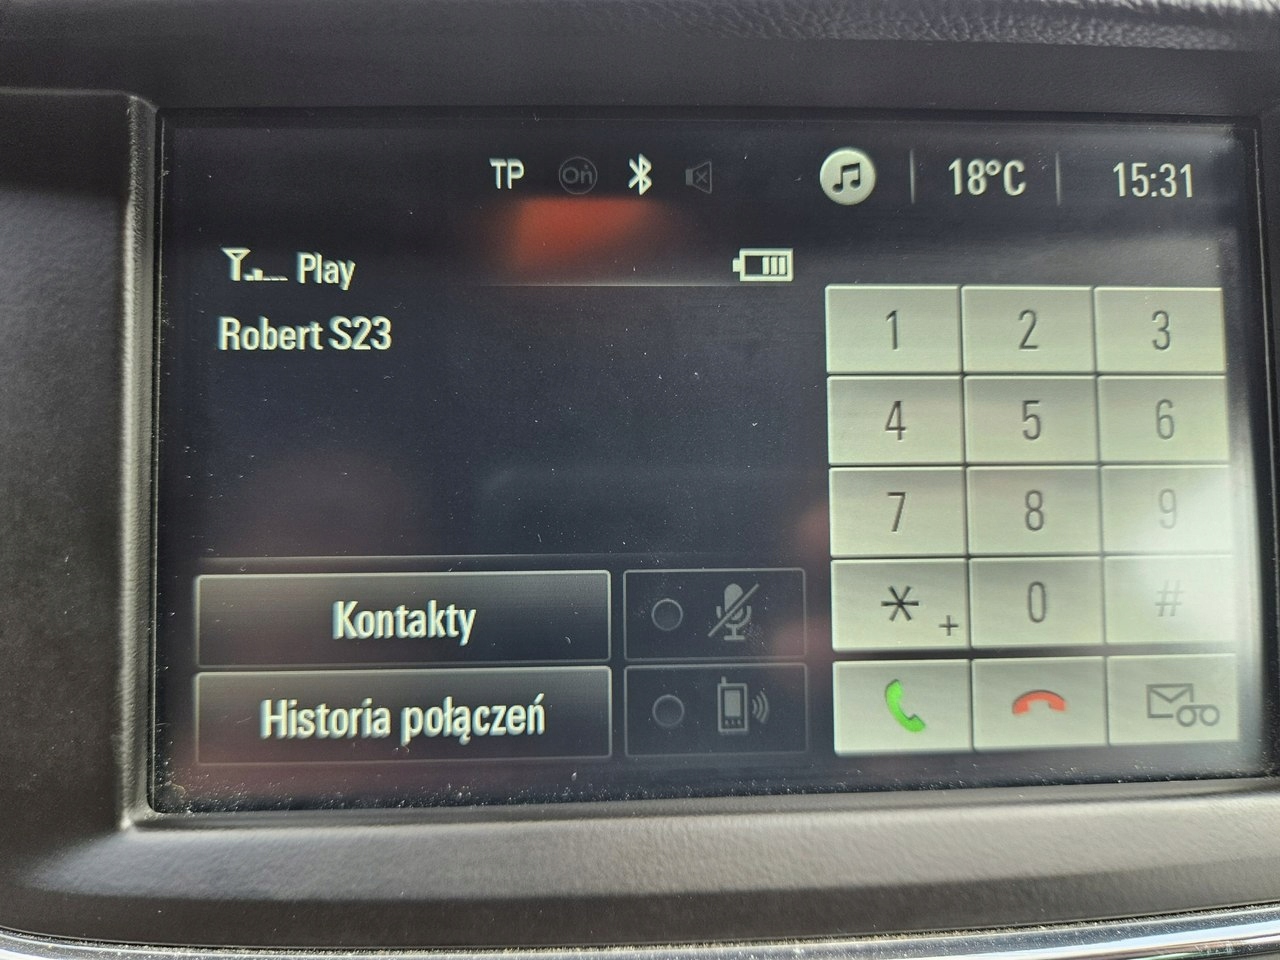 TP On 18°C 15:31
Play
Robert S23
1 2 3
4 5 6
7 8 9
* + 0 #
Kontakty
Historia połączeń